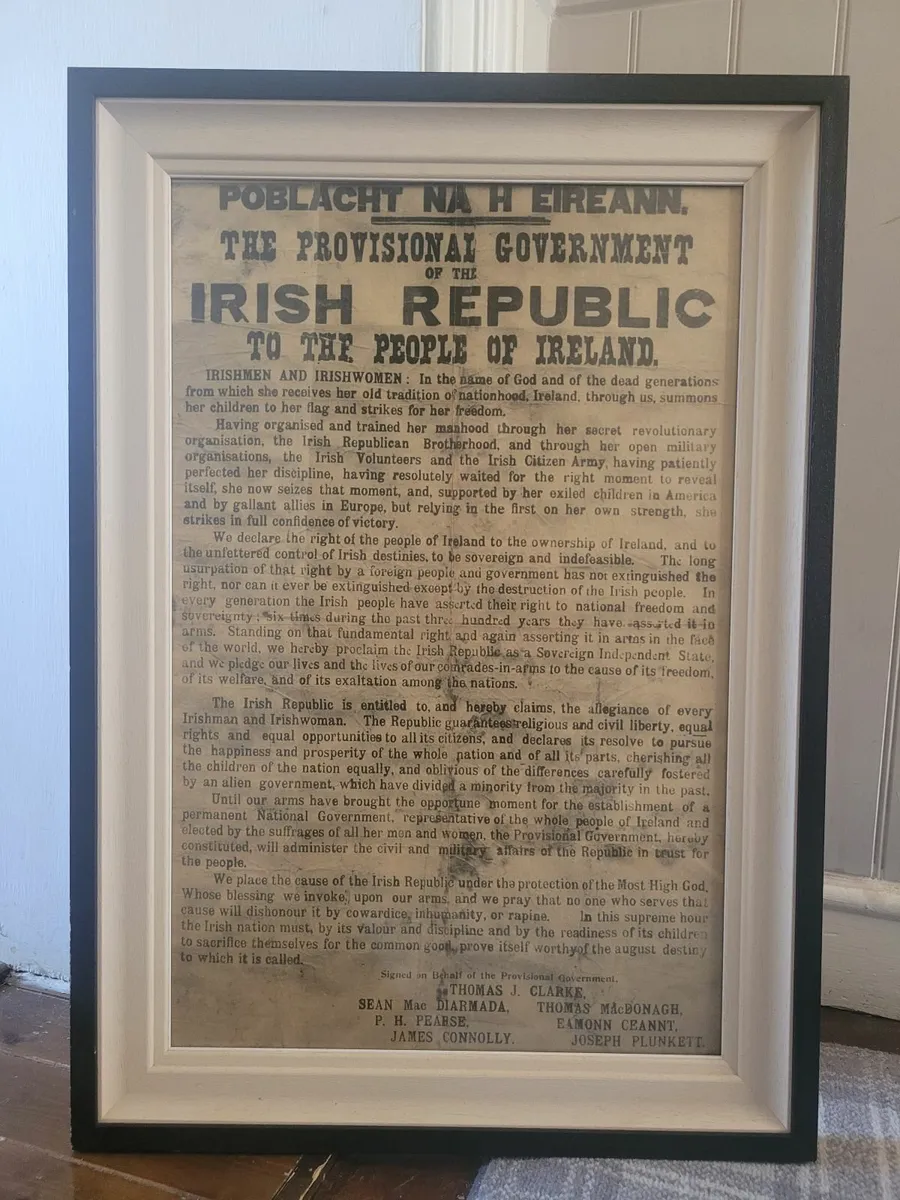 POBLACHT NA H EIREANN.
THE PROVISIONAL GOVERNMENT
OF THE
IRISH REPUBLIC
TO THE PEOPLE OF IRELAND.
IRISHMEN AND IRISHWOMEN: In the name of God and of the dead generations
from which she receives her old tradition of nationhood, Ireland, through us, summons
her children to her flag and strikes for her freedom.
Having organised and trained her manhood through her secret revolutionary
organisation, the Irish Republican Brotherhood, and through her open military
organisations, the Irish Volunteers and the Irish Citizen Army, having patiently
perfected her discipline, having resolutely waited for the right moment to reveal
itself, she now seizes that moment, and, supported by her exiled children in America
and by gallant allies in Europe, but relying in the first on her own strength, she
strikes in full confidence of victory.
We declare the right of the people of Ireland to the ownership of Ireland, and to
the unfettered control of Irish destinies, to be sovereign and indefeasible. The long
usurpation of that right by a foreign people and government has not extinguished the
right, nor can it ever be extinguished except by the destruction of the Irish people. In
every generation the Irish people have asserted their right to national freedom and
sovereignty; six times during the past three hundred years they have asserted it in
arms. Standing on that fundamental right and again asserting it in arms in the face
of the world, we hereby proclaim the Irish Republic as a Sovereign Independent State,
and we pledge our lives and the lives of our comrades-in-arms to the cause of its freedom,
of its welfare, and of its exaltation among the nations.
The Irish Republic is entitled to, and hereby claims, the allegiance of every
Irishman and Irishwoman. The Republic guarantees religious and civil liberty, equal
rights and equal opportunities to all its citizens, and declares its resolve to pursue
the happiness and prosperity of the whole nation and of all its parts, cherishing all
the children of the nation equally, and oblivious of the differences carefully fostered
by an alien government, which have divided a minority from the majority in the past.
Until our arms have brought the opportune moment for the establishment of a
permanent National Government, representative of the whole people of Ireland and
elected by the suffrages of all her men and women, the Provisional Government, hereby
constituted, will administer the civil and military affairs of the Republic in trust for
the people.
We place the cause of the Irish Republic under the protection of the Most High God,
Whose blessing we invoke upon our arms, and we pray that no one who serves that
cause will dishonour it by cowardice, inhumanity, or rapine. In this supreme hour
the Irish nation must, by its valour and discipline and by the readiness of its children
to sacrifice themselves for the common good, prove itself worthy of the august destiny
to which it is called.
Signed on Behalf of the Provisional Government,
THOMAS J. CLARKE,
SEAN Mac DIARMADA, THOMAS MacDONAGH,
P. H. PEARSE, EAMONN CEANNT,
JAMES CONNOLLY. JOSEPH PLUNKETT.